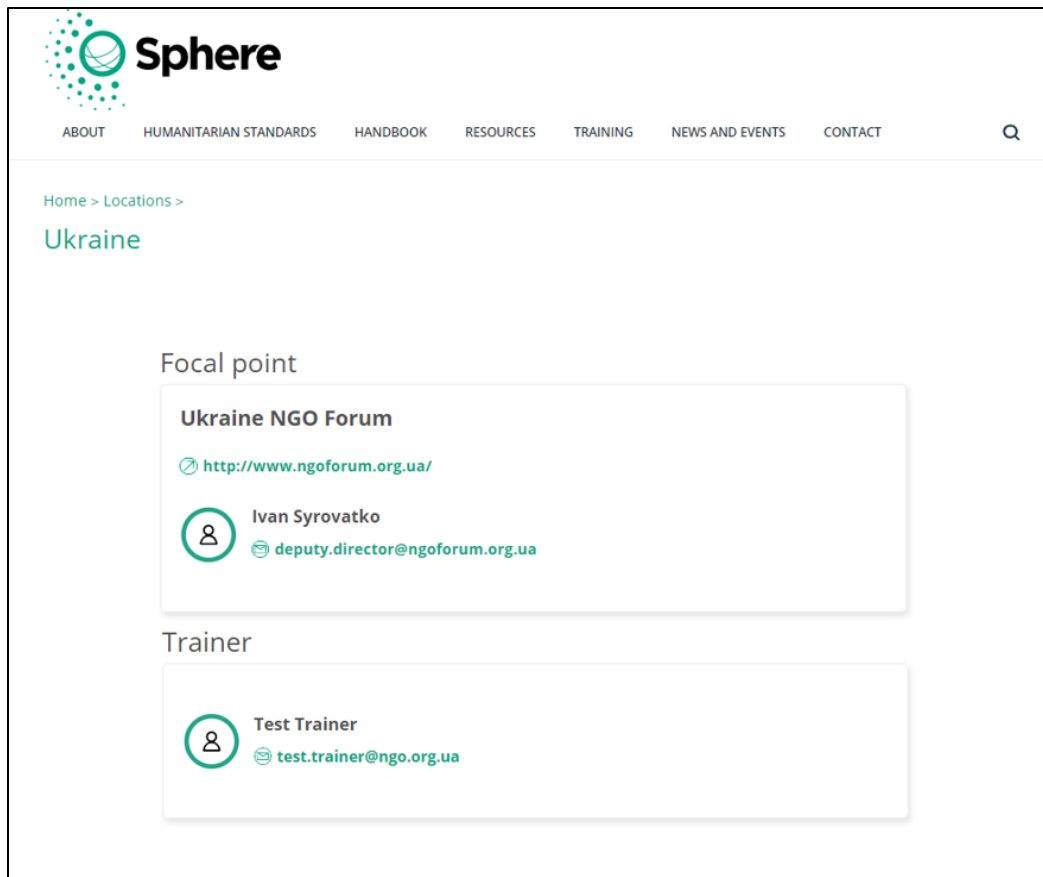 Sphere
ABOUT HUMANITARIAN STANDARDS HANDBOOK RESOURCES TRAINING NEWS AND EVENTS CONTACT
Home > Locations >
Ukraine
Focal point
Ukraine NGO Forum
http://www.ngoforum.org.ua/
Ivan Syrovatko
deputy.director@ngoforum.org.ua
Trainer
Test Trainer
test.trainer@ngo.org.ua